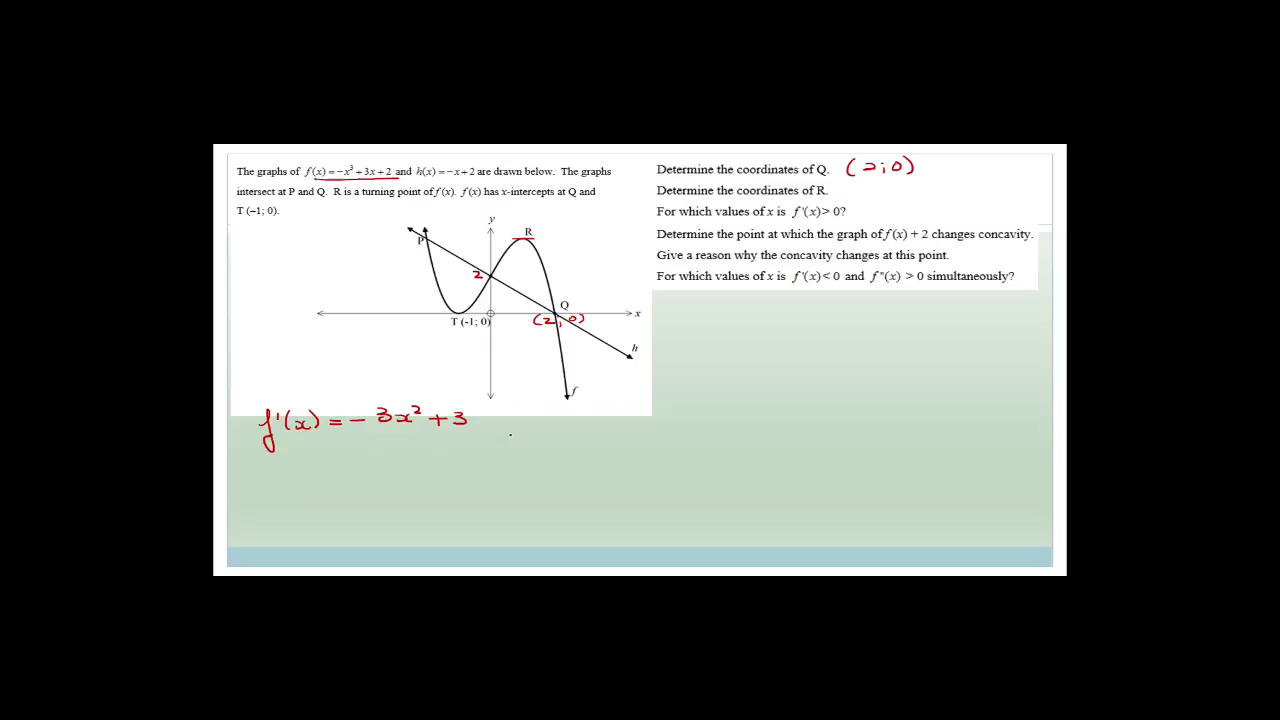 The graphs of f(x) = −x³ + 3x + 2 and h(x) = −x + 2 are drawn below. The graphs
intersect at P and Q. R is a turning point of f(x). f(x) has x-intercepts at Q and
T (−1; 0).
Determine the coordinates of Q. (2;0)
Determine the coordinates of R.
For which values of x is f'(x)> 0?
Determine the point at which the graph of f(x) + 2 changes concavity.
Give a reason why the concavity changes at this point.
For which values of x is f'(x)< 0 and f''(x) > 0 simultaneously?
y
R
P
2
Q
x
T (-1; 0)
(2;0)
h
f
f'(x) = − 3x² + 3